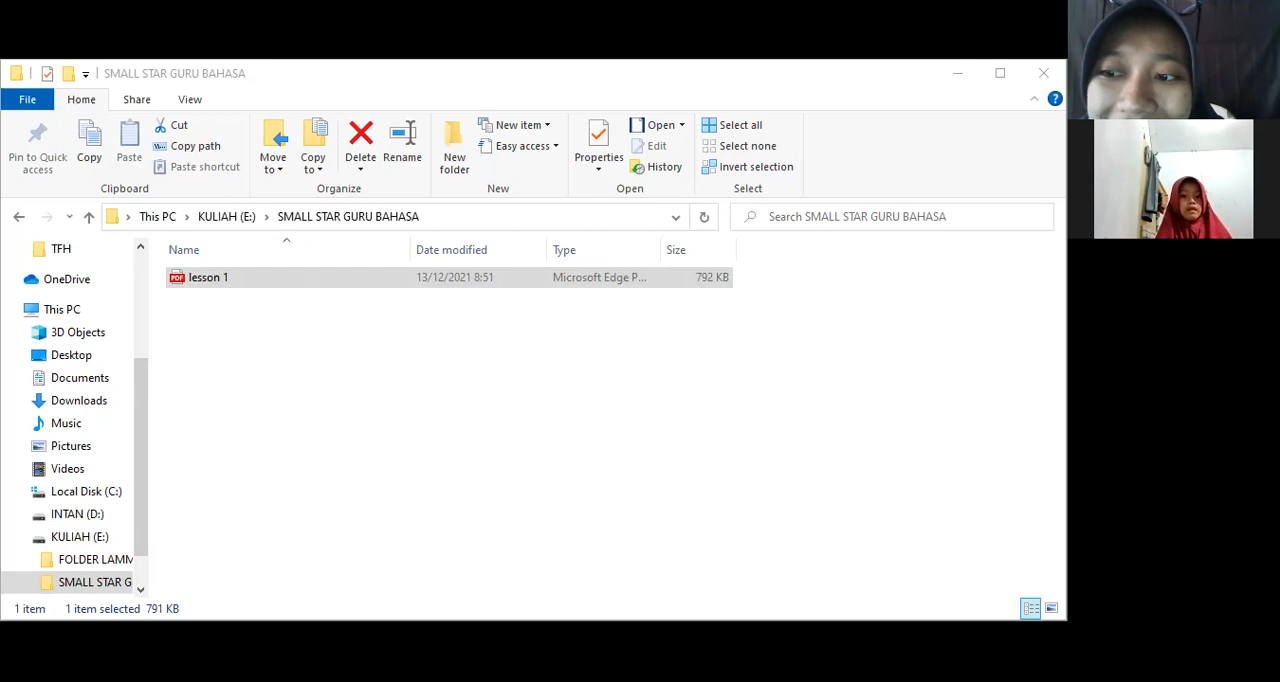 SMALL STAR GURU BAHASA
File Home Share View
Pin to Quick access
Copy
Paste
Cut
Copy path
Paste shortcut
Clipboard
Move to
Copy to
Delete
Rename
Organize
New folder
New item
Easy access
New
Properties
Open
Edit
History
Open
Select all
Select none
Invert selection
Select
This PC > KULIAH (E:) > SMALL STAR GURU BAHASA
Search SMALL STAR GURU BAHASA
Name Date modified Type Size
lesson 1 13/12/2021 8:51 Microsoft Edge P... 792 KB
TFH
OneDrive
This PC
3D Objects
Desktop
Documents
Downloads
Music
Pictures
Videos
Local Disk (C:)
INTAN (D:)
KULIAH (E:)
FOLDER LAMM
SMALL STAR G
1 item 1 item selected 791 KB